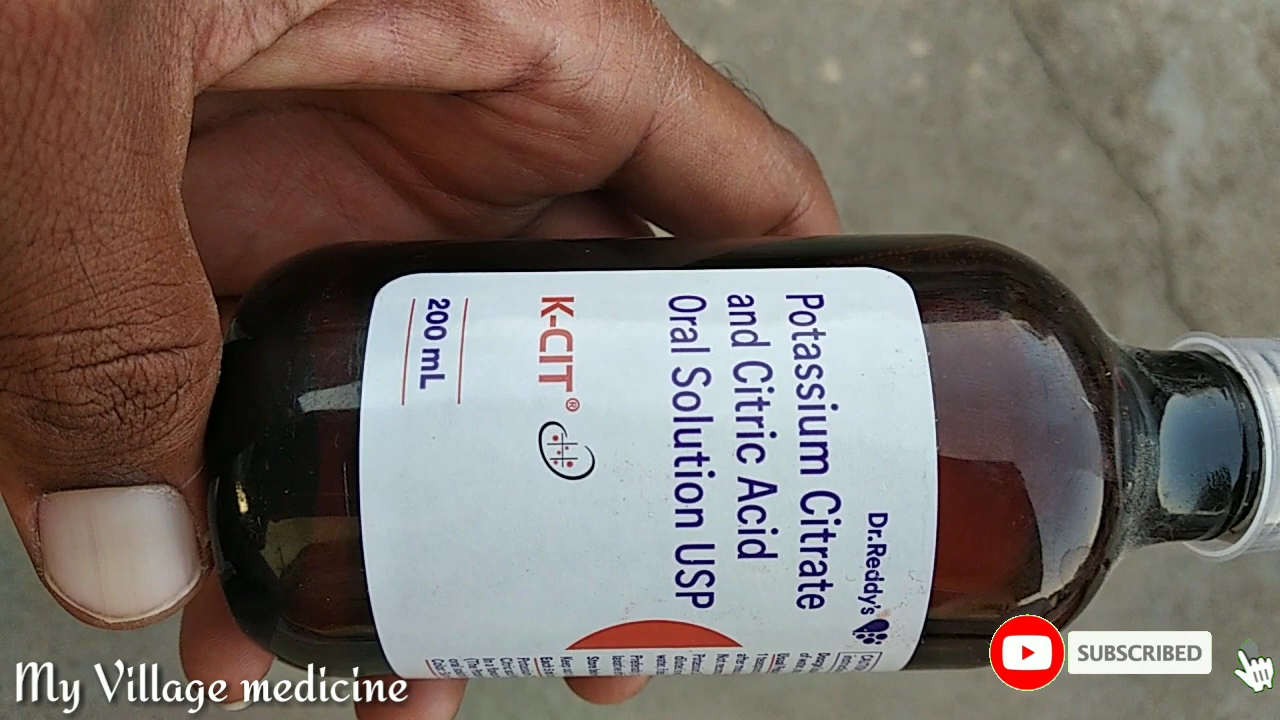 Dr.Reddy's
Potassium Citrate
and Citric Acid
Oral Solution USP
K-CIT®
200 mL
My Village medicine
SUBSCRIBED